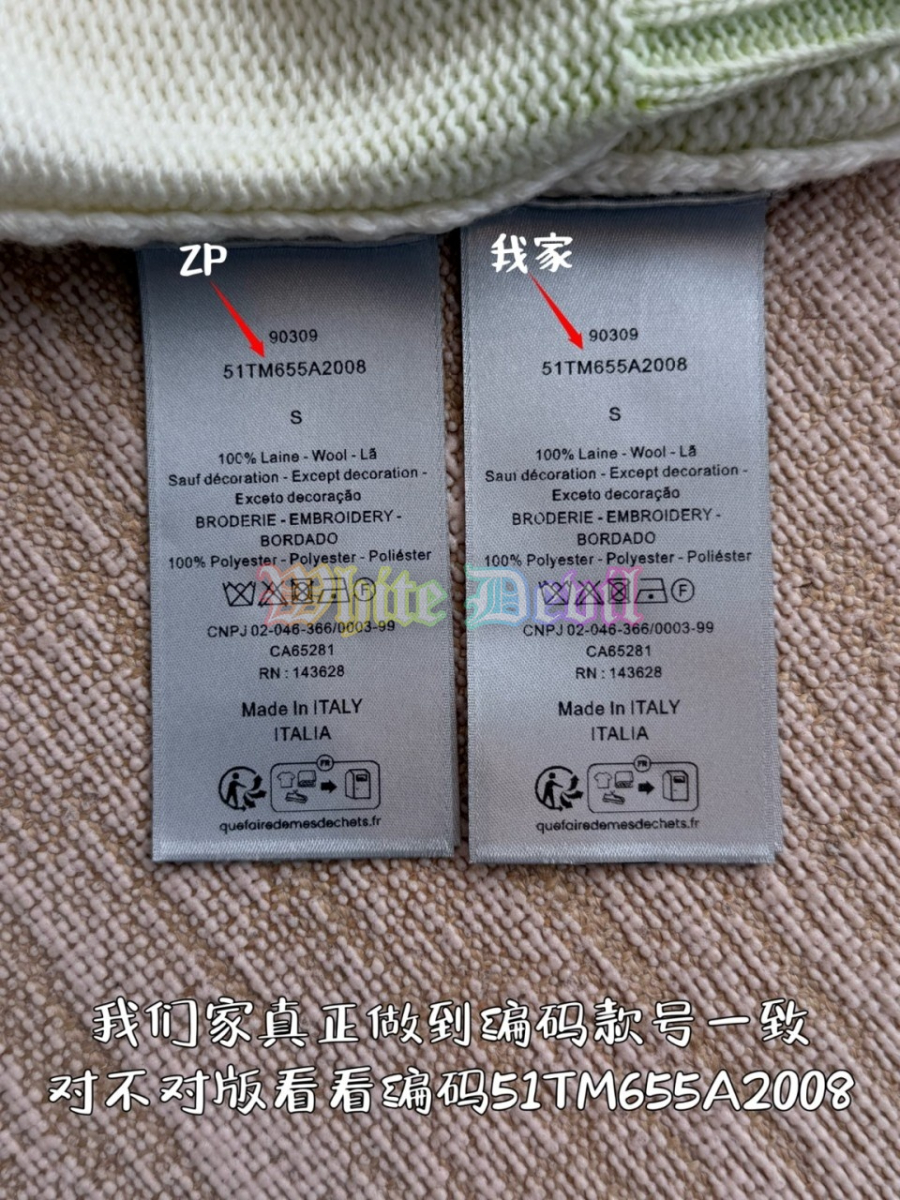 ZP
90309
51TM655A2008
S
100% Laine - Wool - Lã
Sauf décoration - Except decoration -
Exceto decoração
BRODERIE - EMBROIDERY -
BORDADO
100% Polyester - Polyester - Poliéster
F
CNPJ 02-046-366/0003-99
CA65281
RN : 143628
Made In ITALY
ITALIA
FR
quefairedemesdechets.fr
我家
90309
51TM655A2008
S
100% Laine - Wool - Lã
Sauf décoration - Except decoration -
Exceto decoração
BRODERIE - EMBROIDERY -
BORDADO
100% Polyester - Polyester - Poliéster
F
CNPJ 02-046-366/0003-99
CA65281
RN : 143628
Made In ITALY
ITALIA
FR
quefairedemesdechets.fr
White Devil
我们家真正做到编码款号一致
对不对版看看编码51TM655A2008